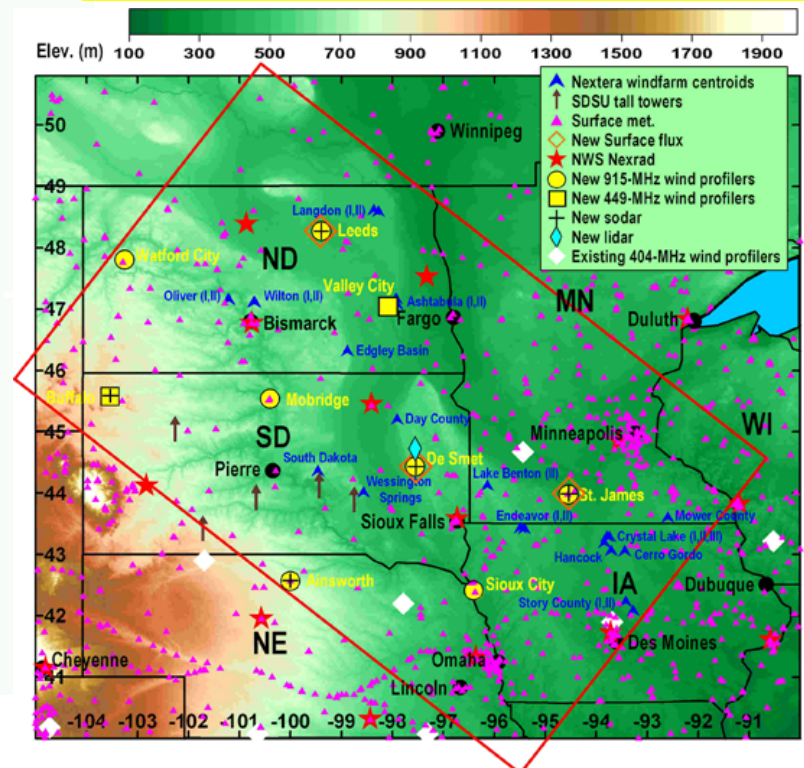 Elev. (m)
100 300 500 700 900 1100 1300 1500 1700 1900
Nextera windfarm centroids
SDSU tall towers
Surface met.
New Surface flux
NWS Nexrad
New 915-MHz wind profilers
New 449-MHz wind profilers
New sodar
New lidar
Existing 404-MHz wind profilers
50
Winnipeg
49
Langdon (I,II)
Leeds
48
Watford City
ND
Valley City
MN
Oliver (I,II)
Wilton (I,II)
Ashtabula (I,II)
47
Bismarck
Fargo
Duluth
Edgley Basin
46
Buffalo
Mobridge
WI
Day County
45
SD
Minneapolis
South Dakota
De Smet
Pierre
Lake Benton (II)
Wessington
Springs
44
St. James
Sioux Falls
Endeavor (I,II)
Mower County
Crystal Lake (I,II,III)
43
Hancock
Cerro Gordo
Ainsworth
Sioux City
IA
Dubuque
42
Story County (I,II)
NE
Des Moines
Cheyenne
Omaha
41
Lincoln
-104 -103 -102 -101 -100 -99 -98 -97 -96 -95 -94 -93 -92 -91